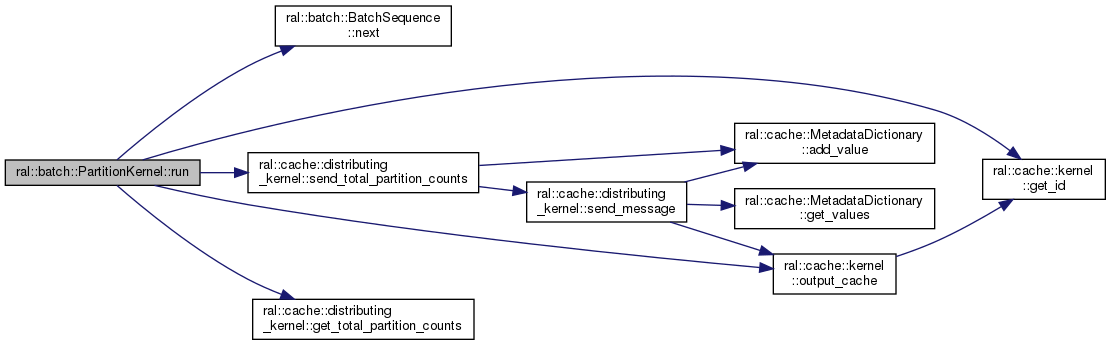 ral::batch::BatchSequence
::next
ral::batch::PartitionKernel::run
ral::cache::distributing
_kernel::send_total_partition_counts
ral::cache::distributing
_kernel::send_message
ral::cache::MetadataDictionary
::add_value
ral::cache::MetadataDictionary
::get_values
ral::cache::kernel
::output_cache
ral::cache::kernel
::get_id
ral::cache::distributing
_kernel::get_total_partition_counts